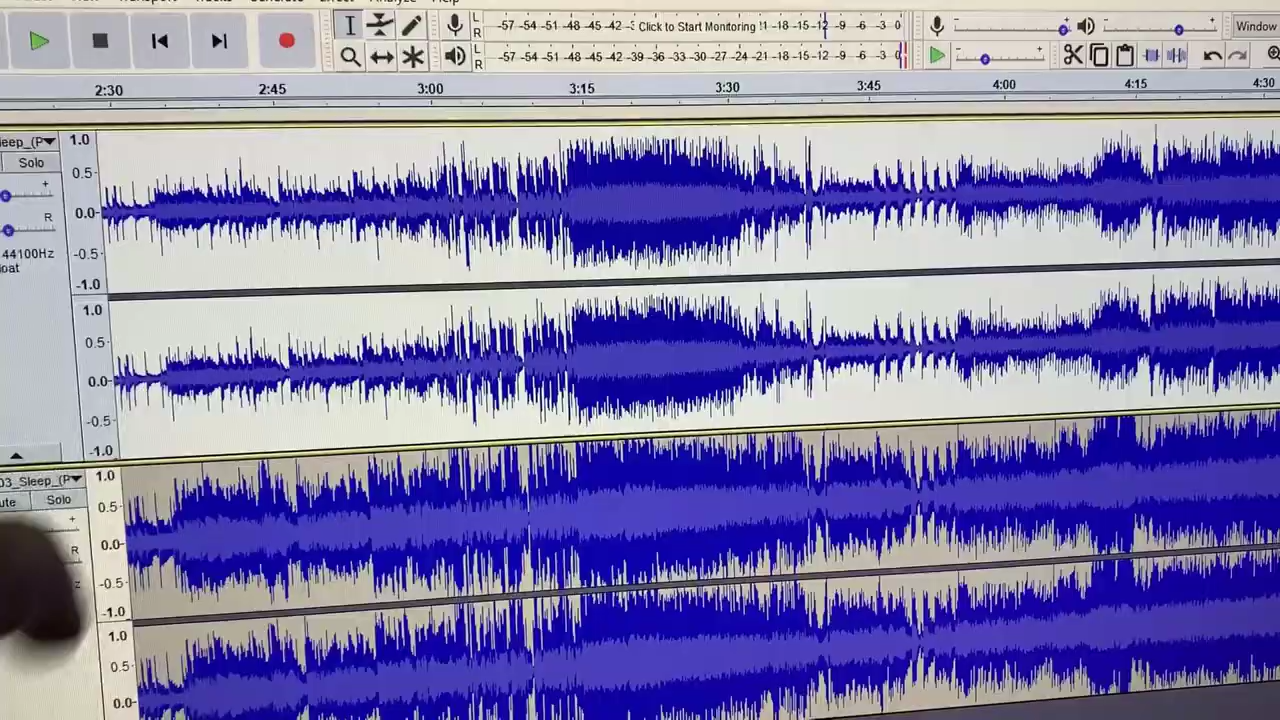 L
R
-57 -54 -51 -48 -45 -42 Click to Start Monitoring -18 -15 -12 -9 -6 -3 0
L
R
-57 -54 -51 -48 -45 -42 -39 -36 -33 -30 -27 -24 -21 -18 -15 -12 -9 -6 -3 0
Window
2:30 2:45 3:00 3:15 3:30 3:45 4:00 4:15 4:30
eep_(P
Solo
R
44100Hz
oat
1.0
0.5
0.0
-0.5
-1.0
1.0
0.5
0.0
-0.5
-1.0
03_Sleep_(P
ute Solo
R
z
1.0
0.5
0.0
-0.5
-1.0
1.0
0.5
0.0